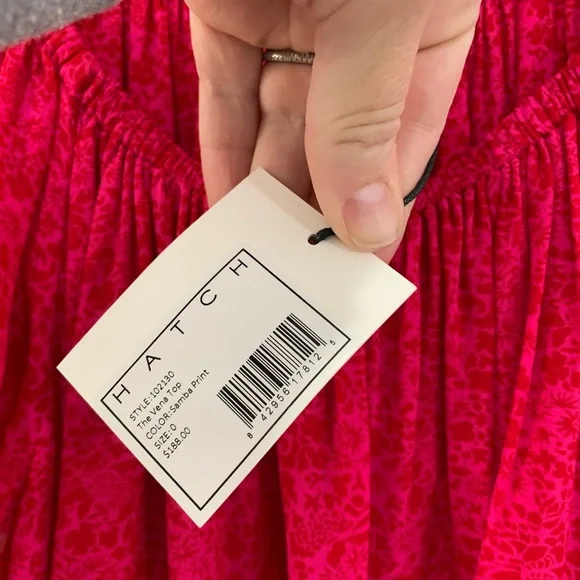 HATCH
STYLE:102130
The Vena Top
COLOR:Samba Print
SIZE:0
$188.00
8 42956 17812 5